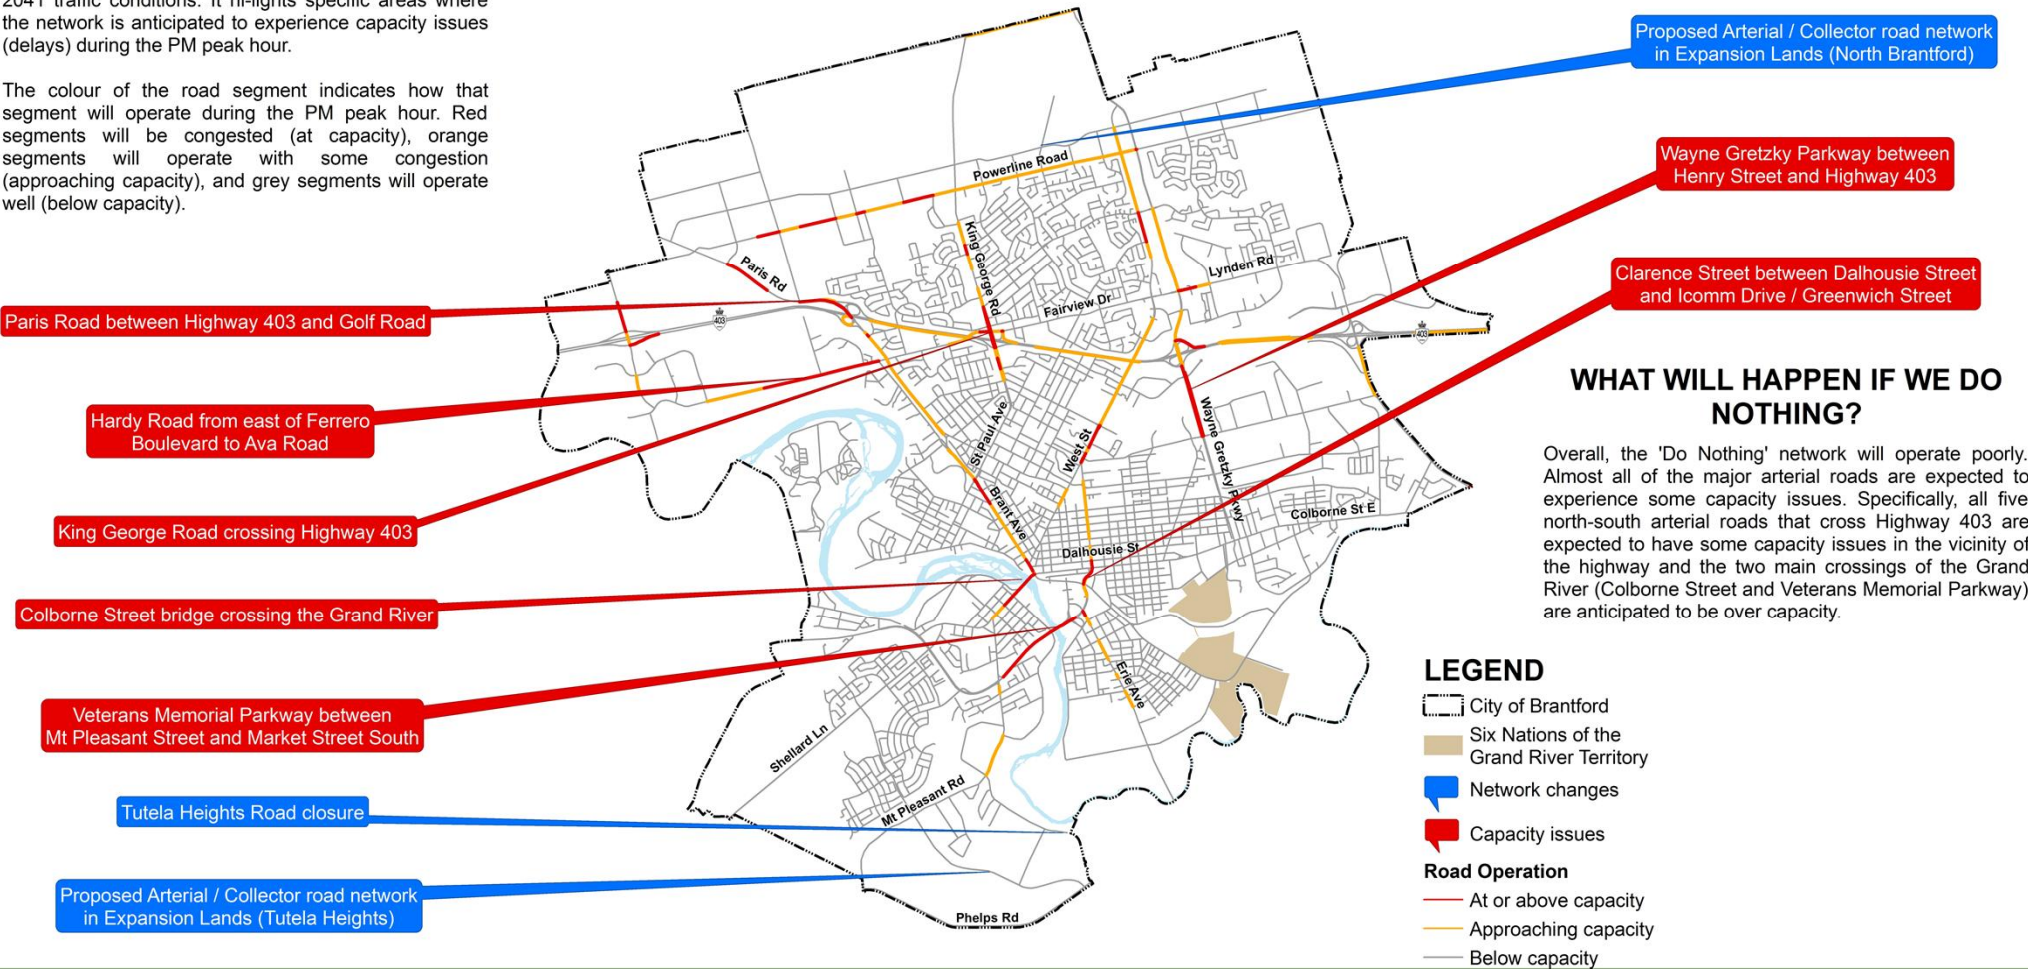 2041 traffic conditions. It hi-lights specific areas where
the network is anticipated to experience capacity issues
(delays) during the PM peak hour.
The colour of the road segment indicates how that
segment will operate during the PM peak hour. Red
segments will be congested (at capacity), orange
segments will operate with some congestion
(approaching capacity), and grey segments will operate
well (below capacity).
Proposed Arterial / Collector road network
in Expansion Lands (North Brantford)
Wayne Gretzky Parkway between
Henry Street and Highway 403
Clarence Street between Dalhousie Street
and Icomm Drive / Greenwich Street
Paris Road between Highway 403 and Golf Road
Hardy Road from east of Ferrero
Boulevard to Ava Road
King George Road crossing Highway 403
Colborne Street bridge crossing the Grand River
Veterans Memorial Parkway between
Mt Pleasant Street and Market Street South
Tutela Heights Road closure
Proposed Arterial / Collector road network
in Expansion Lands (Tutela Heights)
Powerline Road
King George Rd
Paris Rd
Lynden Rd
Fairview Dr
403
403
St Paul Ave
West St
Wayne Gretzky Pkwy
Brant Ave
Colborne St E
Dalhousie St
Erie Ave
Shellard Ln
Mt Pleasant Rd
Phelps Rd
WHAT WILL HAPPEN IF WE DO
NOTHING?
Overall, the 'Do Nothing' network will operate poorly.
Almost all of the major arterial roads are expected to
experience some capacity issues. Specifically, all five
north-south arterial roads that cross Highway 403 are
expected to have some capacity issues in the vicinity of
the highway and the two main crossings of the Grand
River (Colborne Street and Veterans Memorial Parkway)
are anticipated to be over capacity.
LEGEND
City of Brantford
Six Nations of the
Grand River Territory
Network changes
Capacity issues
Road Operation
At or above capacity
Approaching capacity
Below capacity